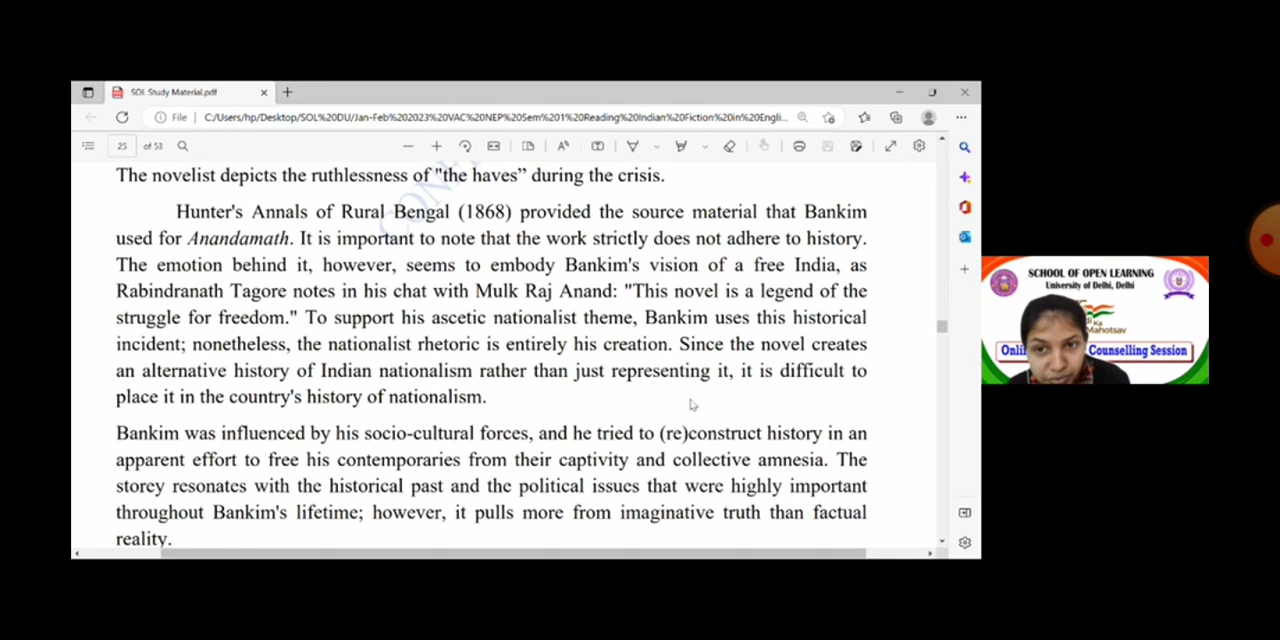 SOL Study Material.pdf
File
C:/Users/hp/Desktop/SOL%20DU/Jan-Feb%202023%20VAC%20NEP%20Sem%201%20Reading%20Indian%20Fiction%20in%20Engli...
25 of 53
The novelist depicts the ruthlessness of "the haves" during the crisis.
Hunter's Annals of Rural Bengal (1868) provided the source material that Bankim
used for Anandamath. It is important to note that the work strictly does not adhere to history.
The emotion behind it, however, seems to embody Bankim's vision of a free India, as
Rabindranath Tagore notes in his chat with Mulk Raj Anand: "This novel is a legend of the
struggle for freedom." To support his ascetic nationalist theme, Bankim uses this historical
incident; nonetheless, the nationalist rhetoric is entirely his creation. Since the novel creates
an alternative history of Indian nationalism rather than just representing it, it is difficult to
place it in the country's history of nationalism.
Bankim was influenced by his socio-cultural forces, and he tried to (re)construct history in an
apparent effort to free his contemporaries from their captivity and collective amnesia. The
storey resonates with the historical past and the political issues that were highly important
throughout Bankim's lifetime; however, it pulls more from imaginative truth than factual
reality.
SCHOOL OF OPEN LEARNING
University of Delhi, Delhi
Ka
Mahotsav
Onli
Counselling Session